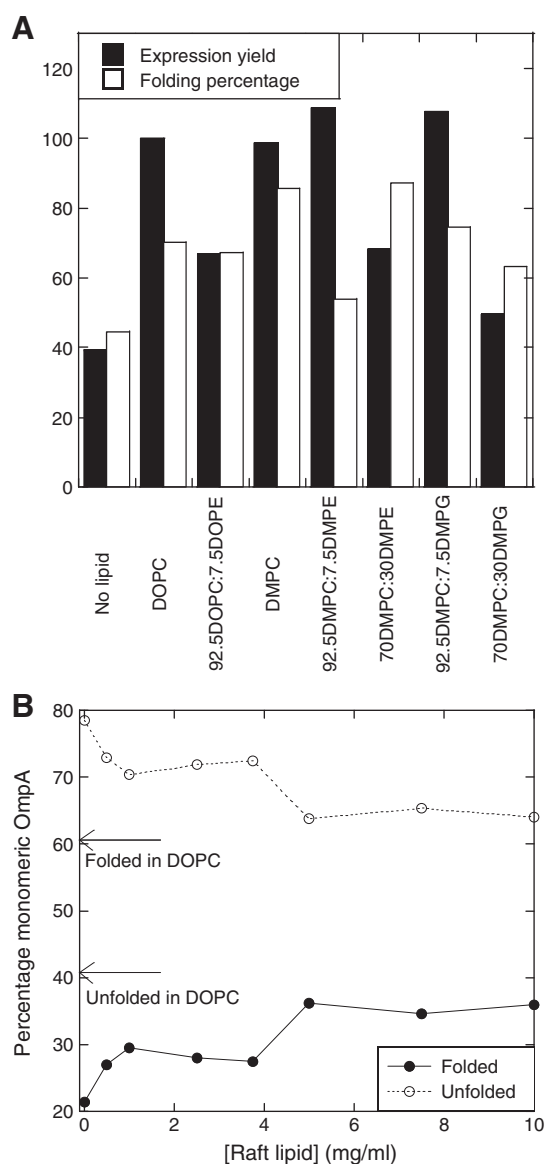 A
Expression yield
Folding percentage
120
100
80
60
40
20
0
No lipid
DOPC
92.5DOPC:7.5DOPE
DMPC
92.5DMPC:7.5DMPE
70DMPC:30DMPE
92.5DMPC:7.5DMPG
70DMPC:30DMPG
B
Percentage monomeric OmpA
80
70
60
50
40
30
20
Folded in DOPC
Unfolded in DOPC
Folded
Unfolded
0 2 4 6 8 10
[Raft lipid] (mg/ml)